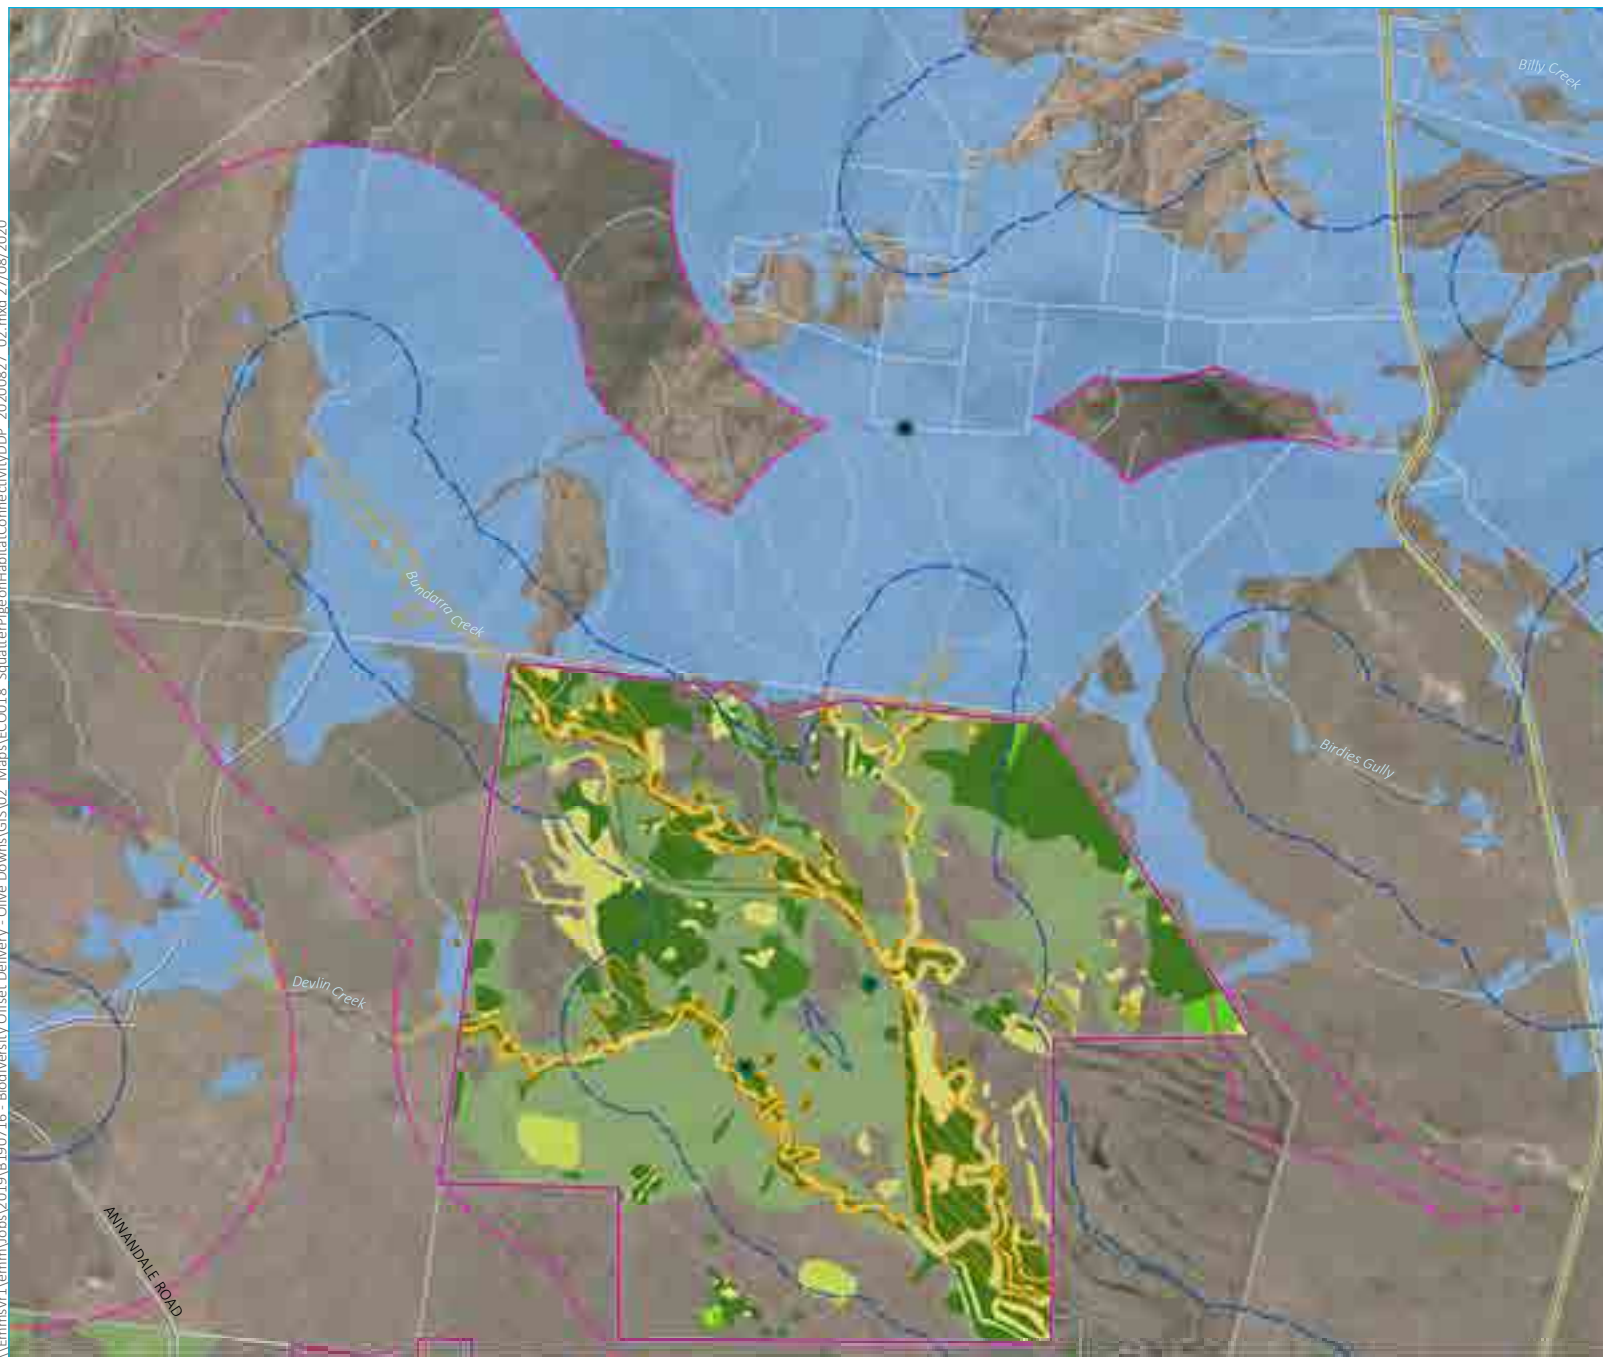 Billy Creek
Bundarra Creek
Birdies Gully
Devlin Creek
ANNANDALE ROAD